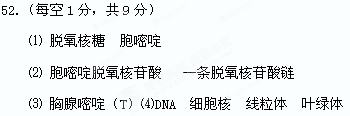 52.（每空1分，共9分）
(1) 脱氧核糖 胞嘧啶
(2) 胞嘧啶脱氧核苷酸 一条脱氧核苷酸链
(3) 胸腺嘧啶（T）(4)DNA 细胞核 线粒体 叶绿体